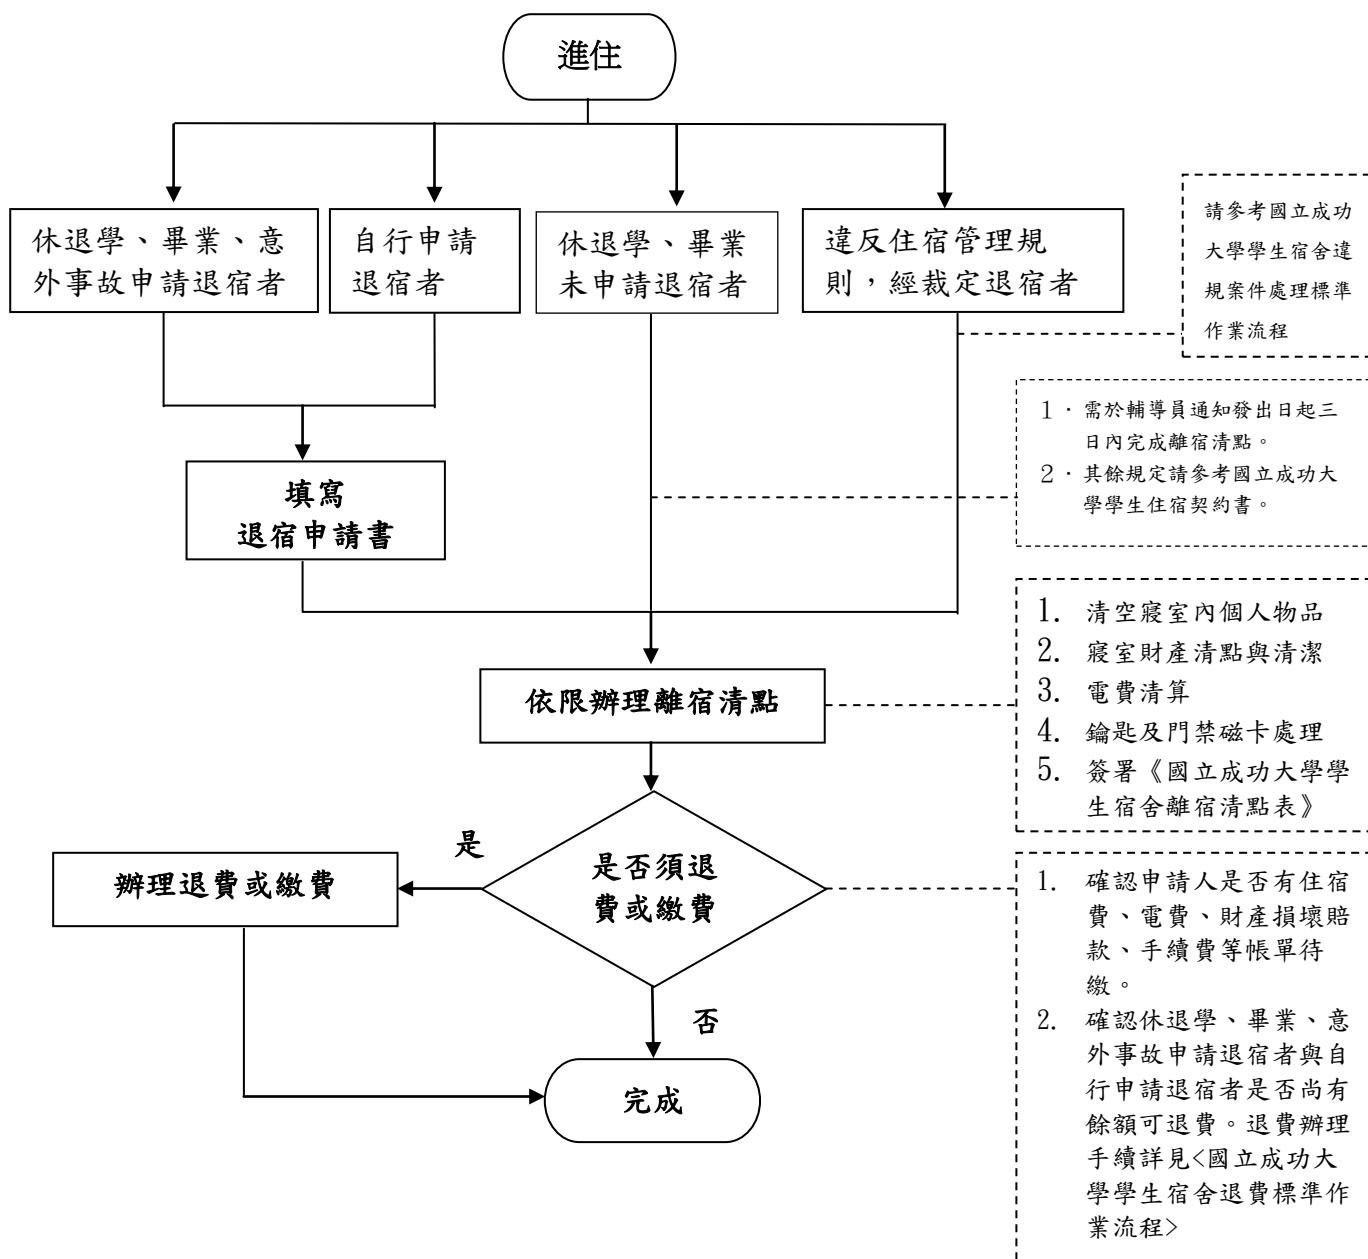 進住
休退學、畢業、意
外事故申請退宿者
自行申請
退宿者
休退學、畢業
未申請退宿者
違反住宿管理規
則，經裁定退宿者
請參考國立成功
大學學生宿舍違
規案件處理標準
作業流程
1．需於輔導員通知發出日起三
日內完成離宿清點。
2．其餘規定請參考國立成功大
學學生住宿契約書。
填寫
退宿申請書
依限辦理離宿清點
1. 清空寢室內個人物品
2. 寢室財產清點與清潔
3. 電費清算
4. 鑰匙及門禁磁卡處理
5. 簽署《國立成功大學學
生宿舍離宿清點表》
是否須退
費或繳費
是
辦理退費或繳費
否
完成
1. 確認申請人是否有住宿
費、電費、財產損壞賠
款、手續費等帳單待
繳。
2. 確認休退學、畢業、意
外事故申請退宿者與自
行申請退宿者是否尚有
餘額可退費。退費辦理
手續詳見<國立成功大
學學生宿舍退費標準作
業流程>